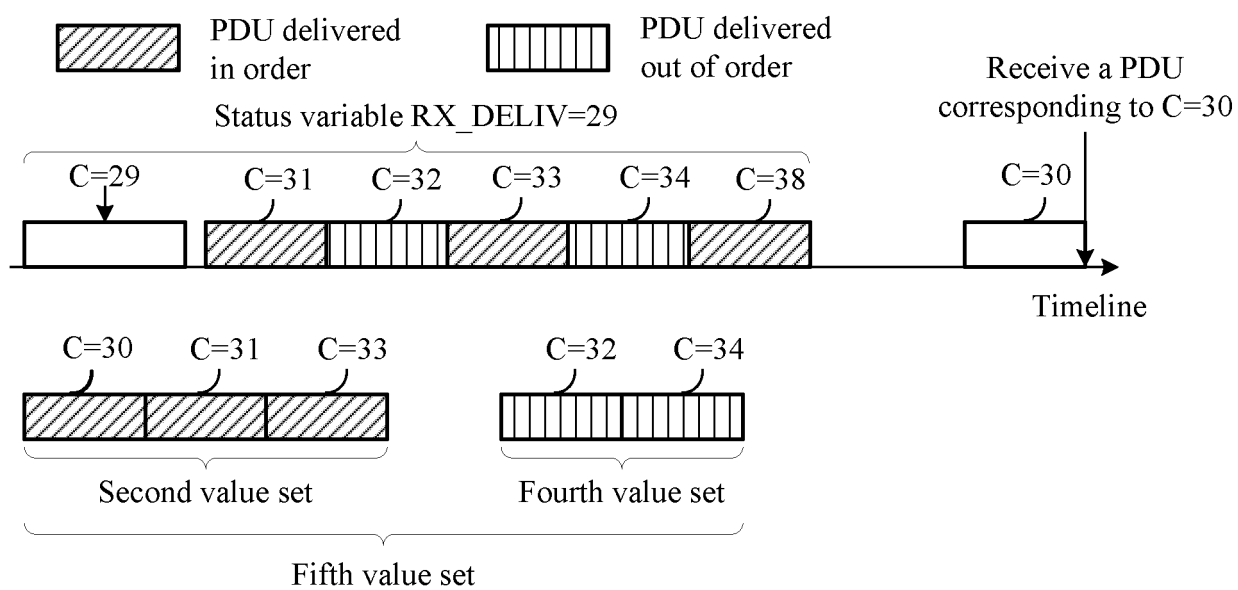 PDU delivered
in order
PDU delivered
out of order
Receive a PDU
corresponding to C=30
Status variable RX_DELIV=29
C=29
C=31
C=32
C=33
C=34
C=38
C=30
Timeline
C=30
C=31
C=33
C=32
C=34
Second value set
Fourth value set
Fifth value set